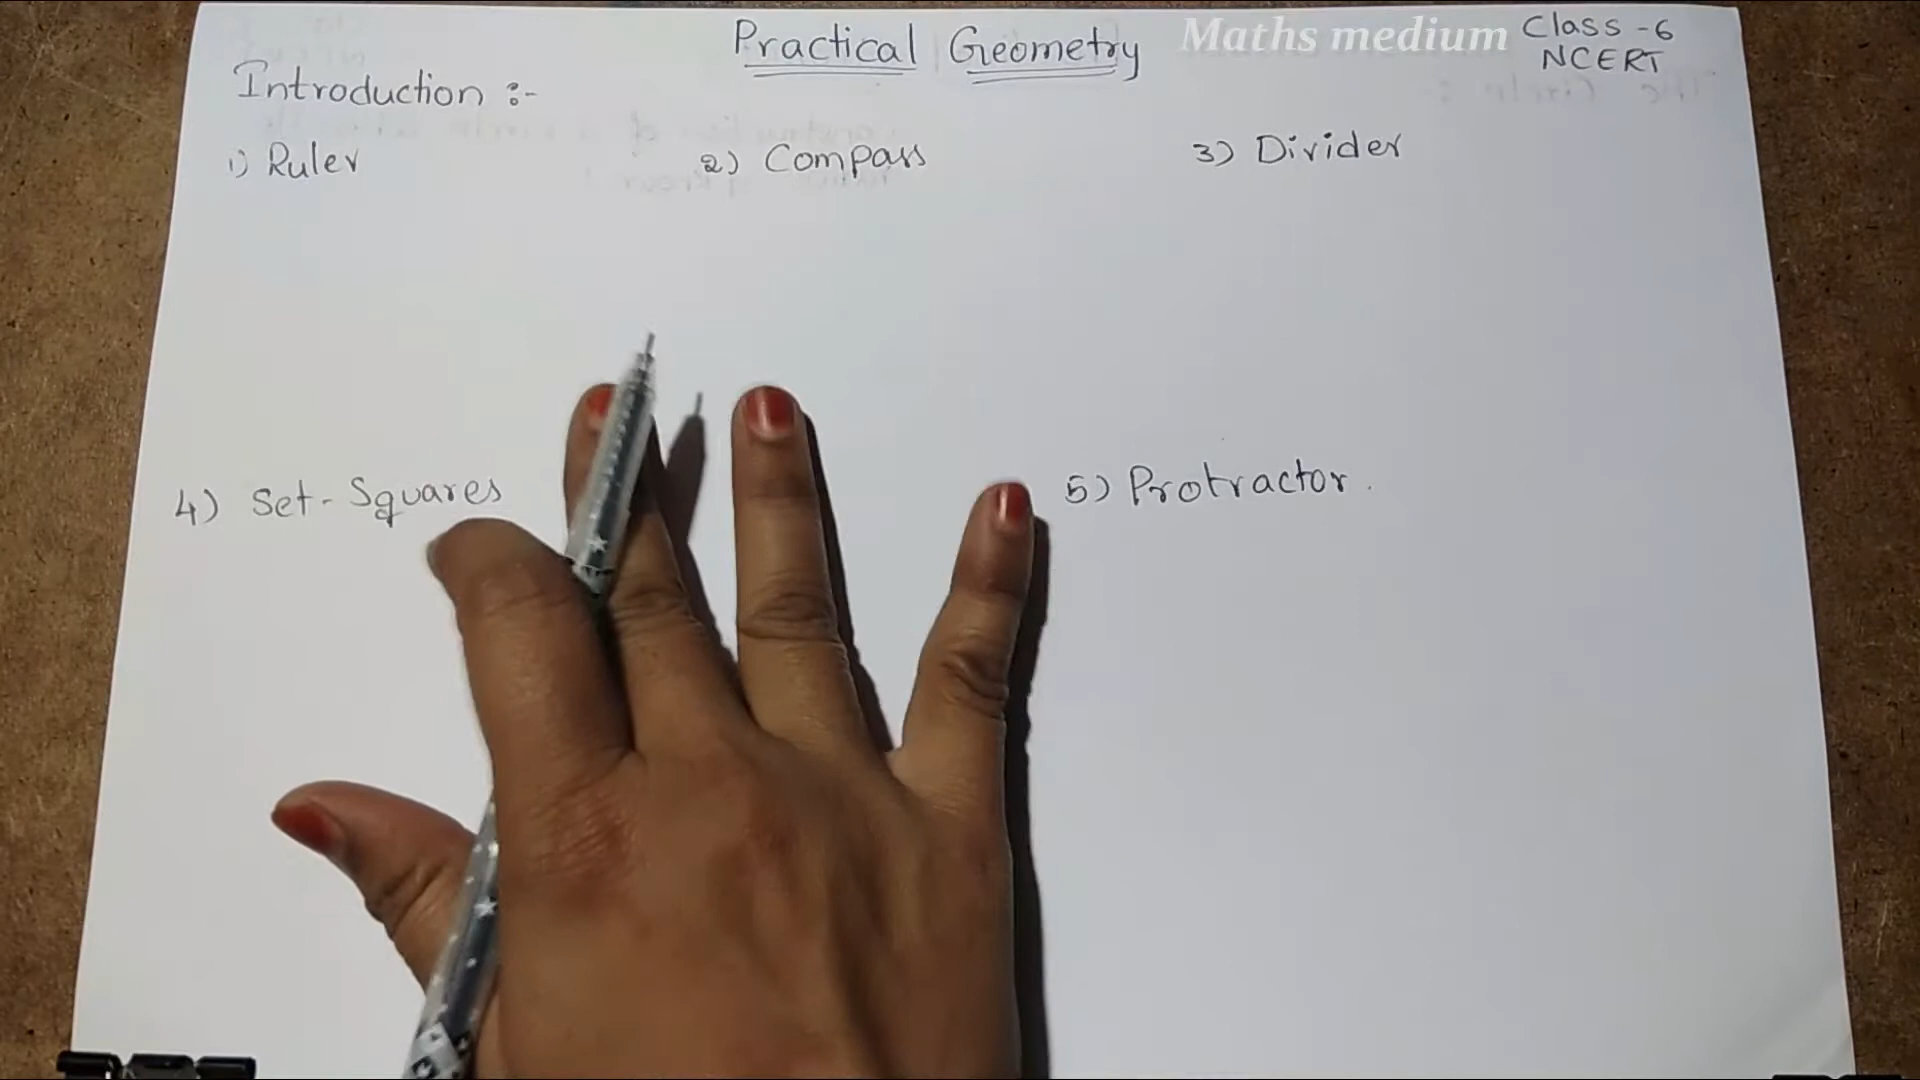 Practical Geometry
Maths medium
Class -6
NCERT
Introduction :-
1) Ruler
2) Compass
3) Divider
4) Set-Squares
5) Protractor.